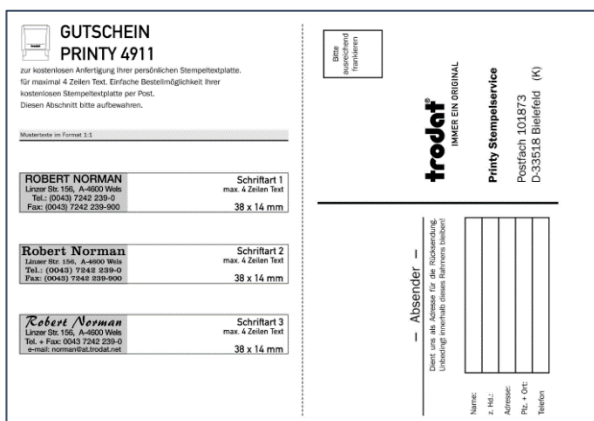 GUTSCHEIN
PRINTY 4911
zur kostenlosen Anfertigung Ihrer persönlichen Stempeltextplatte.
für maximal 4 Zeilen Text. Einfache Bestellmöglichkeit Ihrer
kostenlosen Stempeltextplatte per Post.
Diesen Abschnitt bitte aufbewahren.
Mustertexte im Format 1:1
ROBERT NORMAN
Linzer Str. 156, A-4600 Wels
Tel.: (0043) 7242 239-0
Fax: (0043) 7242 239-900
Schriftart 1
max. 4 Zeilen Text
38 x 14 mm
Robert Norman
Linzer Str. 156, A-4600 Wels
Tel.: (0043) 7242 239-0
Fax: (0043) 7242 239-900
Schriftart 2
max. 4 Zeilen Text
38 x 14 mm
Robert Norman
Linzer Str. 156, A-4600 Wels
Tel. + Fax: 0043 7242 239-0
e-mail: norman@at.trodat.net
Schriftart 3
max. 4 Zeilen Text
38 x 14 mm
Bitte
ausreichend
frankieren
trodat®
IMMER EIN ORIGINAL
Printy Stempelservice
Postfach 101873
D-33518 Bielefeld (K)
— Absender —
Dient uns als Adresse für die Rücksendung.
Unbedingt innerhalb dieses Rahmens bleiben!
Name:
z. Hd.:
Adresse:
Plz. + Ort:
Telefon